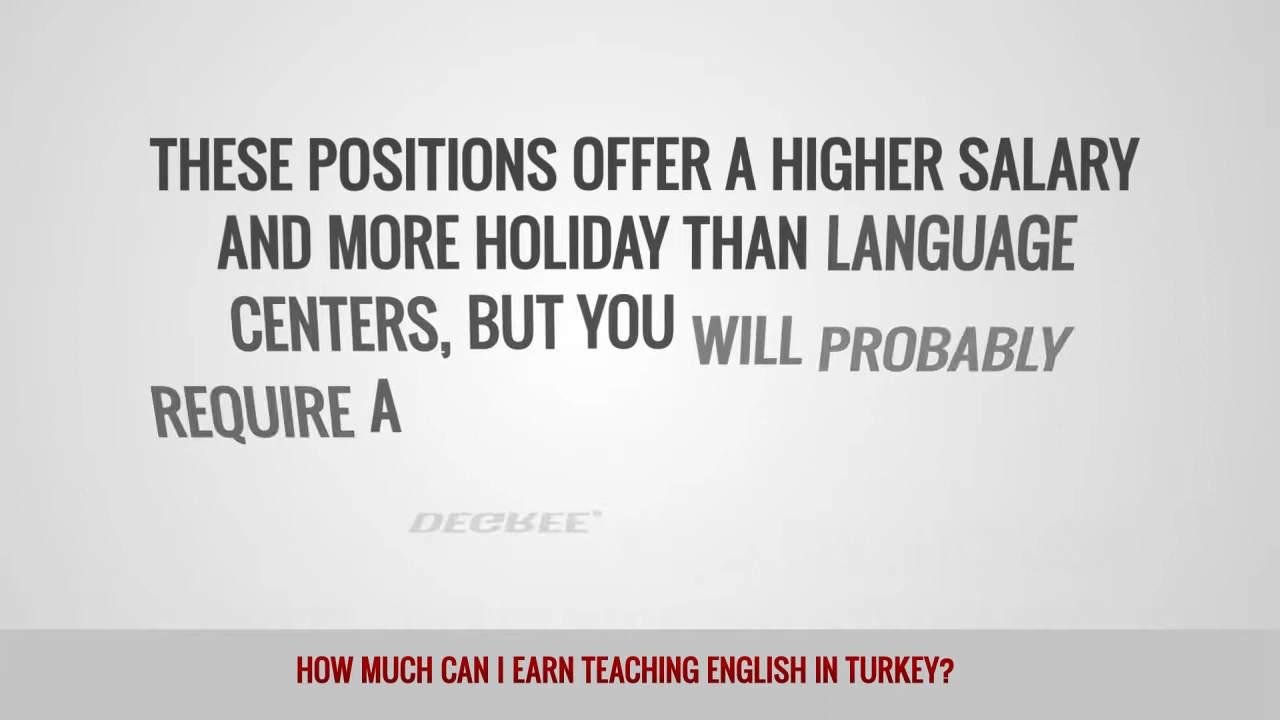 THESE POSITIONS OFFER A HIGHER SALARY
AND MORE HOLIDAY THAN LANGUAGE
CENTERS, BUT YOU WILL PROBABLY
REQUIRE A
DEGREE
HOW MUCH CAN I EARN TEACHING ENGLISH IN TURKEY?